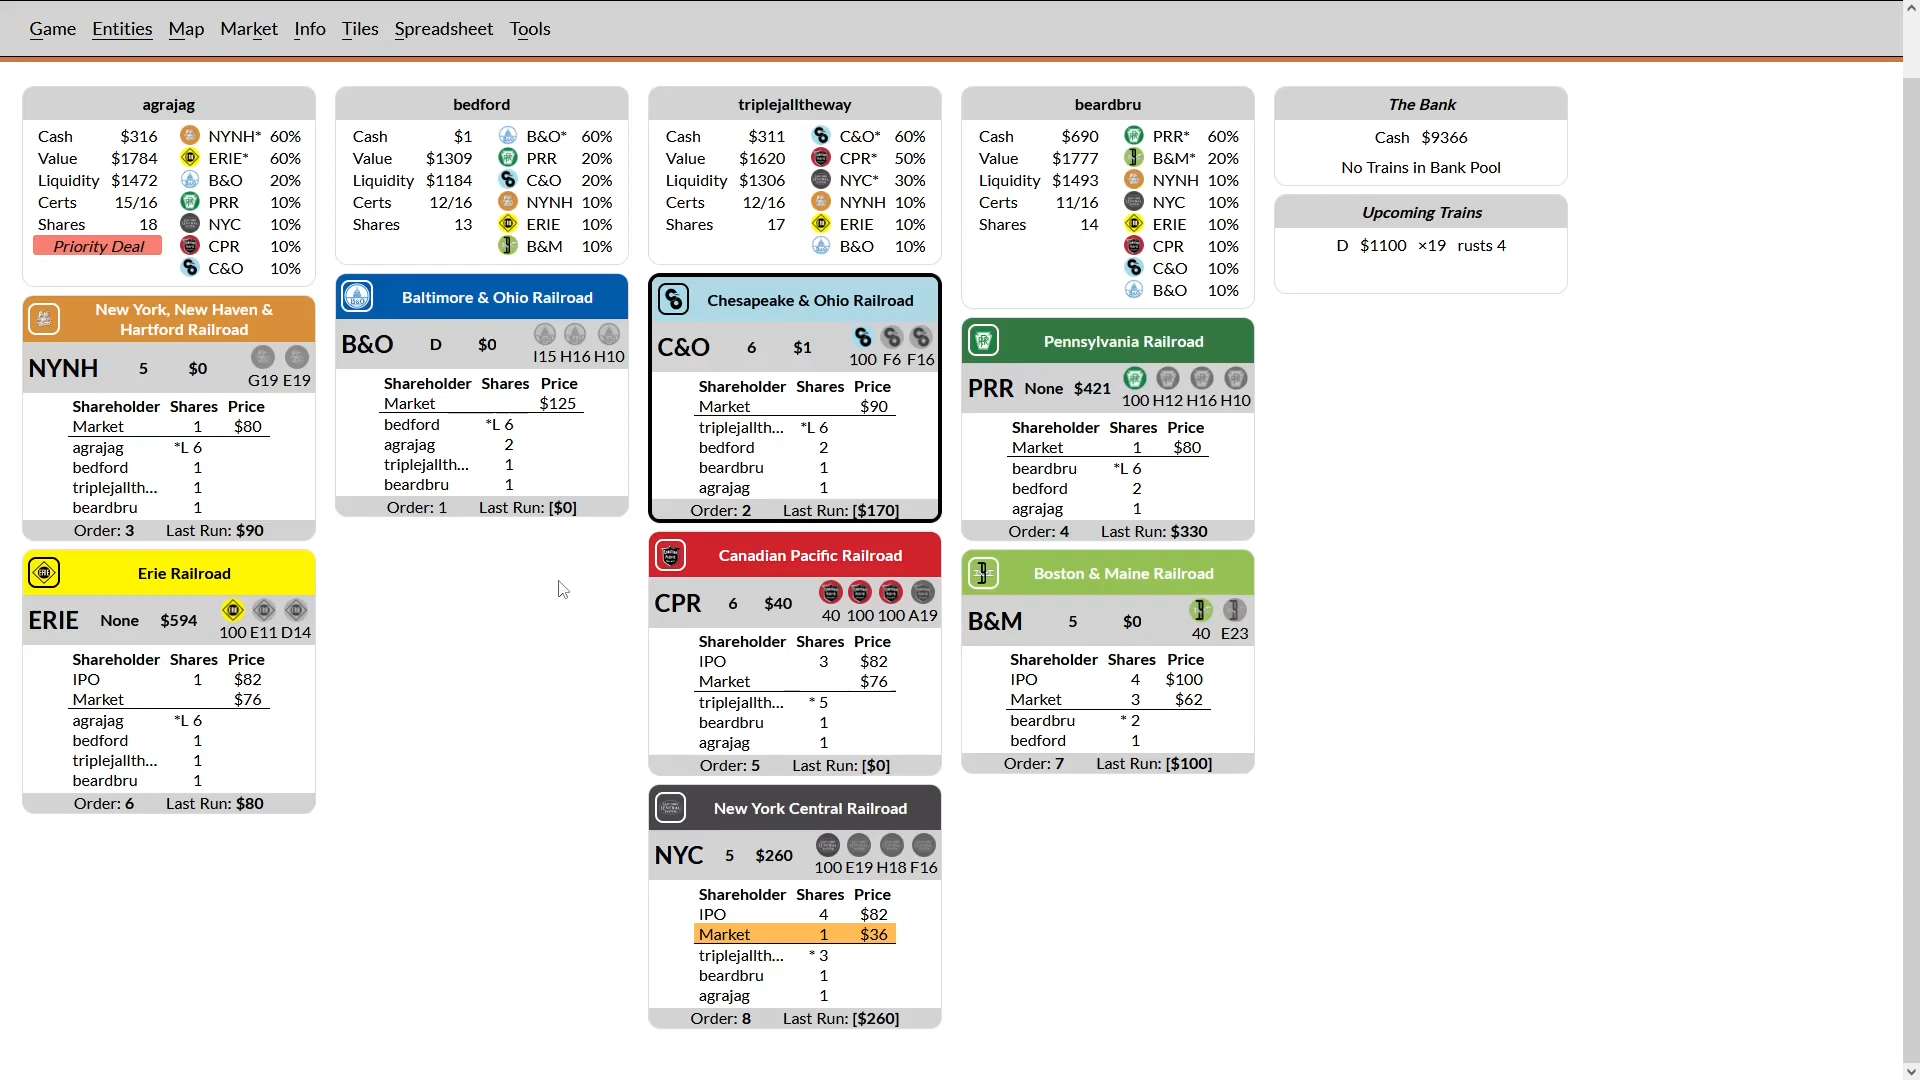 Game Entities Map Market Info Tiles Spreadsheet Tools
agrajag
Cash $316 NYNH* 60%
Value $1784 ERIE* 60%
Liquidity $1472 B&O 20%
Certs 15/16 PRR 10%
Shares 18 NYC 10%
Priority Deal CPR 10%
C&O 10%
New York, New Haven &
Hartford Railroad
NYNH 5 $0 G19 E19
Shareholder Shares Price
Market 1 $80
agrajag *L 6
bedford 1
triplejallth... 1
beardbru 1
Order: 3 Last Run: $90
Erie Railroad
ERIE None $594 100 E11 D14
Shareholder Shares Price
IPO 1 $82
Market $76
agrajag *L 6
bedford 1
triplejallth... 1
beardbru 1
Order: 6 Last Run: $80
bedford
Cash $1 B&O* 60%
Value $1309 PRR 20%
Liquidity $1184 C&O 20%
Certs 12/16 NYNH 10%
Shares 13 ERIE 10%
B&M 10%
Baltimore & Ohio Railroad
B&O D $0 I15 H16 H10
Shareholder Shares Price
Market $125
bedford *L 6
agrajag 2
triplejallth... 1
beardbru 1
Order: 1 Last Run: [$0]
triplejalltheway
Cash $311 C&O* 60%
Value $1620 CPR* 50%
Liquidity $1306 NYC* 30%
Certs 12/16 NYNH 10%
Shares 17 ERIE 10%
B&O 10%
Chesapeake & Ohio Railroad
C&O 6 $1 100 F6 F16
Shareholder Shares Price
Market $90
triplejallth... *L 6
bedford 2
beardbru 1
agrajag 1
Order: 2 Last Run: [$170]
Canadian Pacific Railroad
CPR 6 $40 40 100 100 A19
Shareholder Shares Price
IPO 3 $82
Market $76
triplejallth... * 5
beardbru 1
agrajag 1
Order: 5 Last Run: [$0]
New York Central Railroad
NYC 5 $260 100 E19 H18 F16
Shareholder Shares Price
IPO 4 $82
Market 1 $36
triplejallth... * 3
beardbru 1
agrajag 1
Order: 8 Last Run: [$260]
beardbru
Cash $690 PRR* 60%
Value $1777 B&M* 20%
Liquidity $1493 NYNH 10%
Certs 11/16 NYC 10%
Shares 14 ERIE 10%
CPR 10%
C&O 10%
B&O 10%
Pennsylvania Railroad
PRR None $421 100 H12 H16 H10
Shareholder Shares Price
Market 1 $80
beardbru *L 6
bedford 2
agrajag 1
Order: 4 Last Run: $330
Boston & Maine Railroad
B&M 5 $0 40 E23
Shareholder Shares Price
IPO 4 $100
Market 3 $62
beardbru * 2
bedford 1
Order: 7 Last Run: [$100]
The Bank
Cash $9366
No Trains in Bank Pool
Upcoming Trains
D $1100 ×19 rusts 4